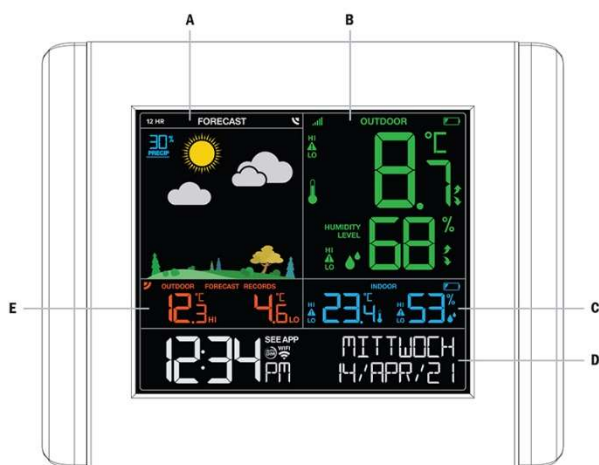 A
B
12 HR FORECAST
30%
PRECIP
OUTDOOR
HI
LO
8.7 °C
HUMIDITY
LEVEL
68 %
HI
LO
E
OUTDOOR FORECAST RECORDS
12.3 °C HI 4.6 °C LO
INDOOR
HI
LO
23.4 °C
HI
LO
53 %
C
12:34 PM
SEE APP
WIFI
MITTWOCH
14/APR/21
D